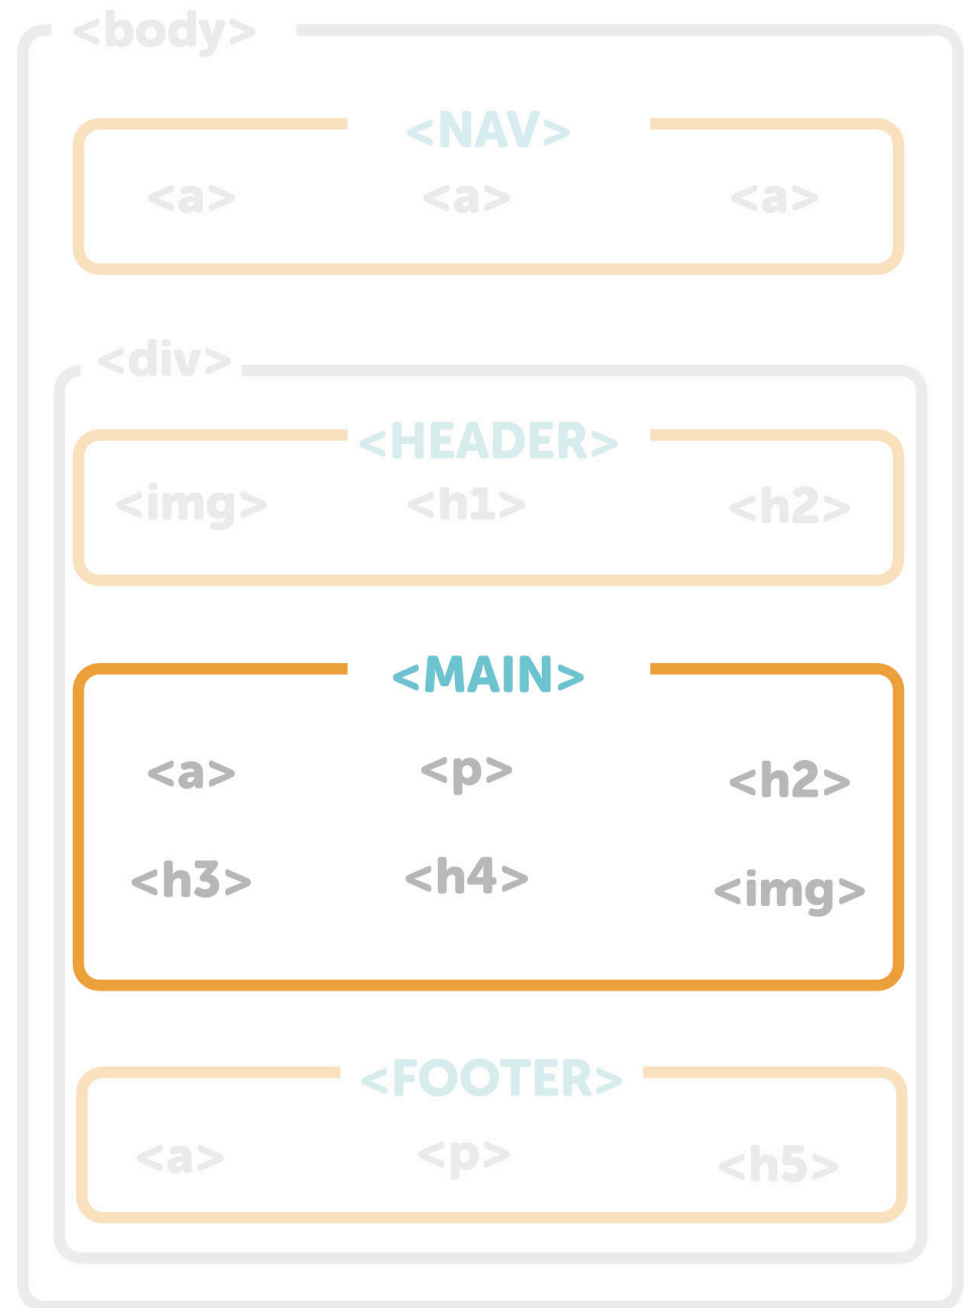 <body>
<NAV>
<a> <a> <a>
<div>
<HEADER>
<img> <h1> <h2>
<MAIN>
<a> <p> <h2>
<h3> <h4> <img>
<FOOTER>
<a> <p> <h5>